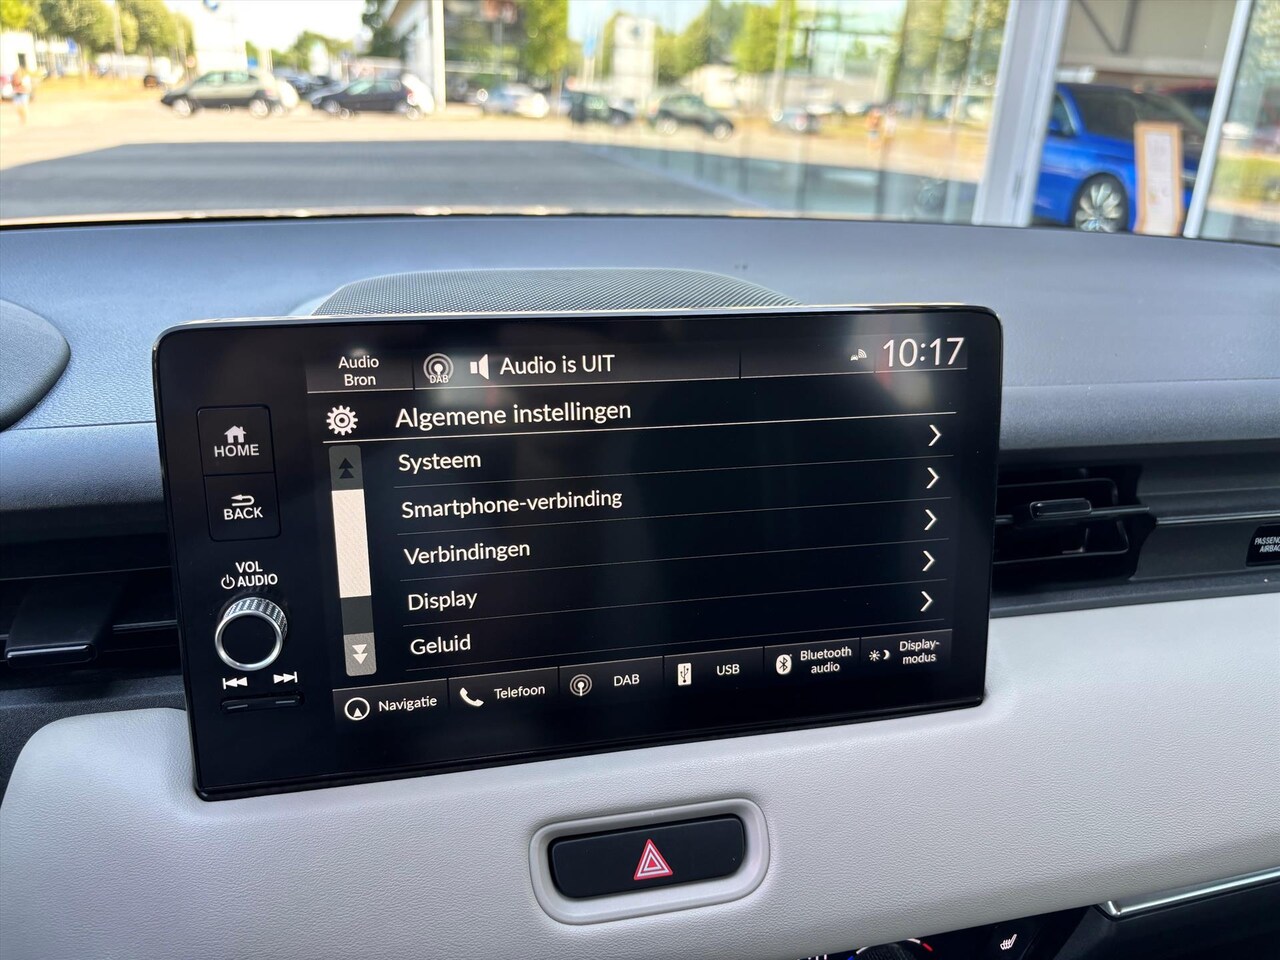 Audio
Bron
DAB
Audio is UIT
10:17
HOME
BACK
VOL
AUDIO
Algemene instellingen
Systeem
Smartphone-verbinding
Verbindingen
Display
Geluid
Navigatie
Telefoon
DAB
USB
Bluetooth
audio
Display-
modus